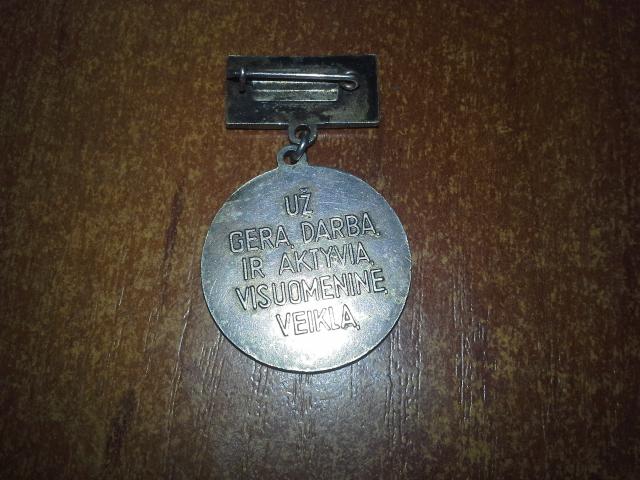 UŽ
GERĄ DARBĄ
IR AKTYVIĄ
VISUOMENINĘ
VEIKLĄ